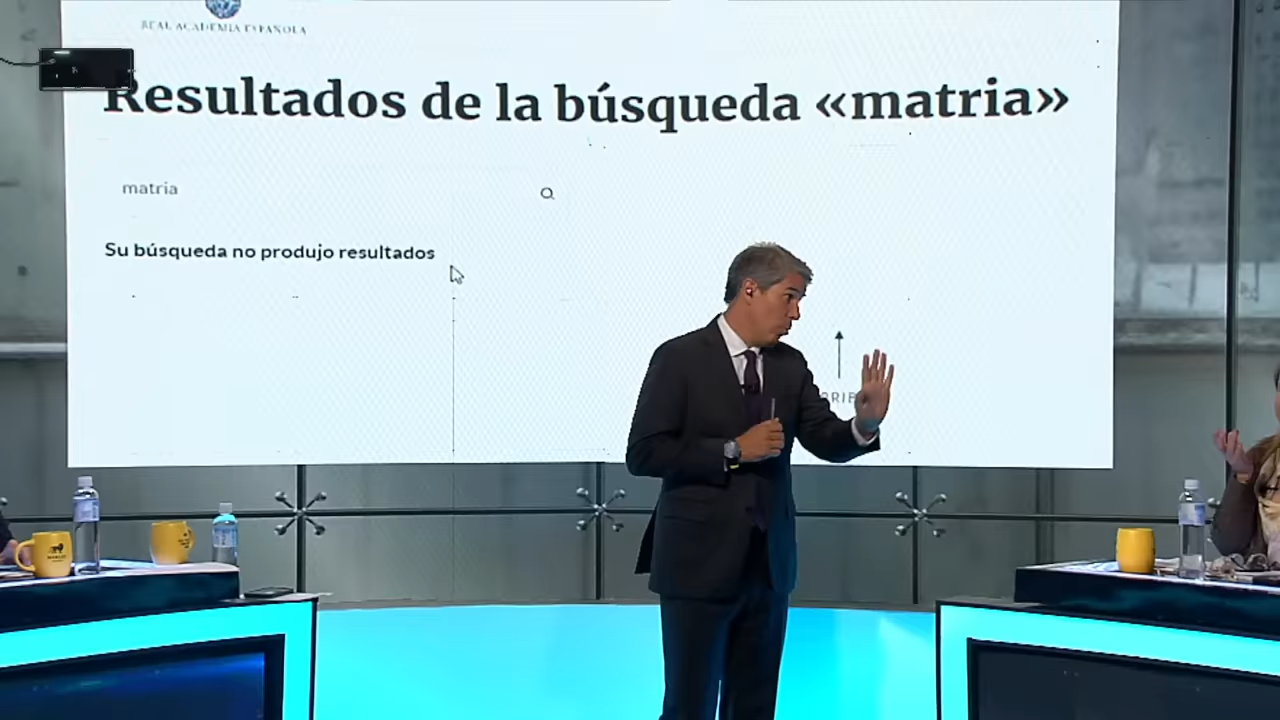 REAL ACADEMIA ESPAÑOLA
Resultados de la búsqueda «matria»
matria
Su búsqueda no produjo resultados